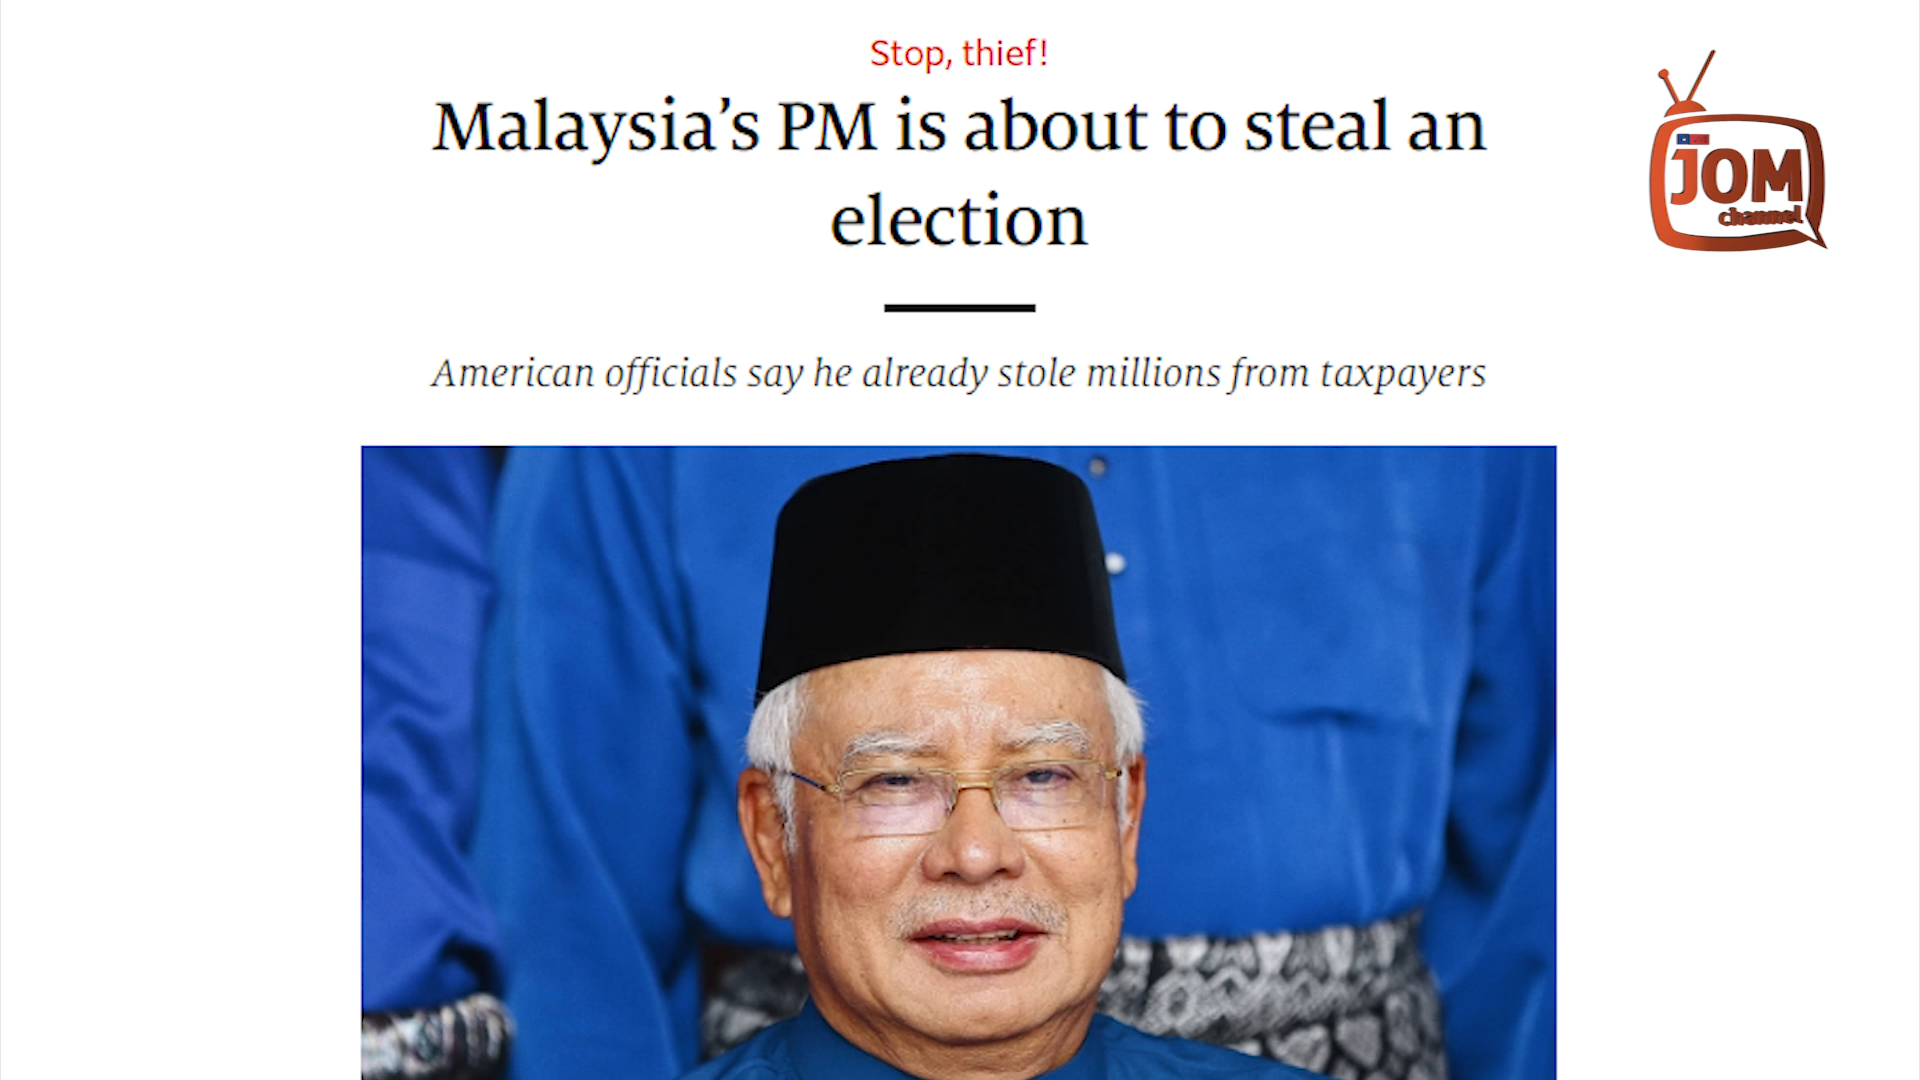 Stop, thief!
Malaysia’s PM is about to steal an
election
American officials say he already stole millions from taxpayers
JOM
channel